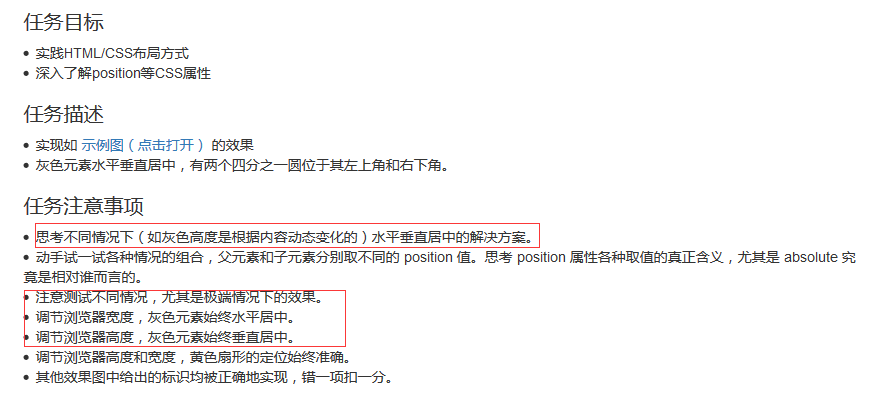 任务目标
实践HTML/CSS布局方式
深入了解position等CSS属性
任务描述
实现如 示例图（点击打开） 的效果
灰色元素水平垂直居中，有两个四分之一圆位于其左上角和右下角。
任务注意事项
思考不同情况下（如灰色高度是根据内容动态变化的）水平垂直居中的解决方案。
动手试一试各种情况的组合，父元素和子元素分别取不同的 position 值。思考 position 属性各种取值的真正含义，尤其是 absolute 究
竟是相对谁而言的。
注意测试不同情况，尤其是极端情况下的效果。
调节浏览器宽度，灰色元素始终水平居中。
调节浏览器高度，灰色元素始终垂直居中。
调节浏览器高度和宽度，黄色扇形的定位始终准确。
其他效果图中给出的标识均被正确地实现，错一项扣一分。